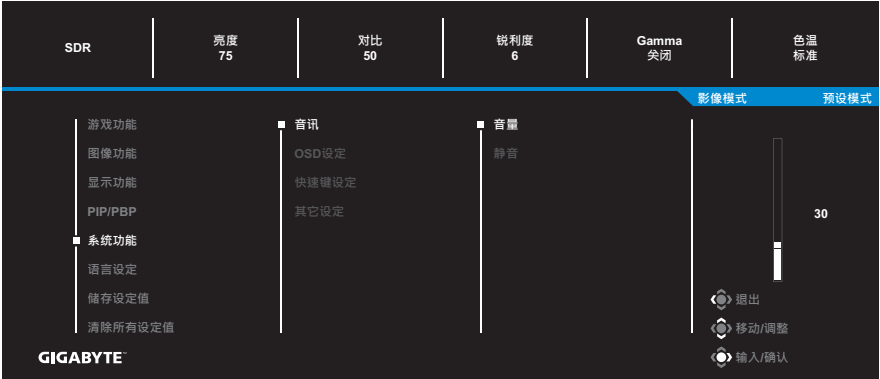 SDR
亮度
75
对比
50
锐利度
6
Gamma
关闭
色温
标准
影像模式 预设模式
游戏功能
图像功能
显示功能
PIP/PBP
系统功能
语言设定
储存设定值
清除所有设定值
音讯
OSD设定
快速键设定
其它设定
音量
静音
30
退出
移动/调整
输入/确认
GIGABYTE™